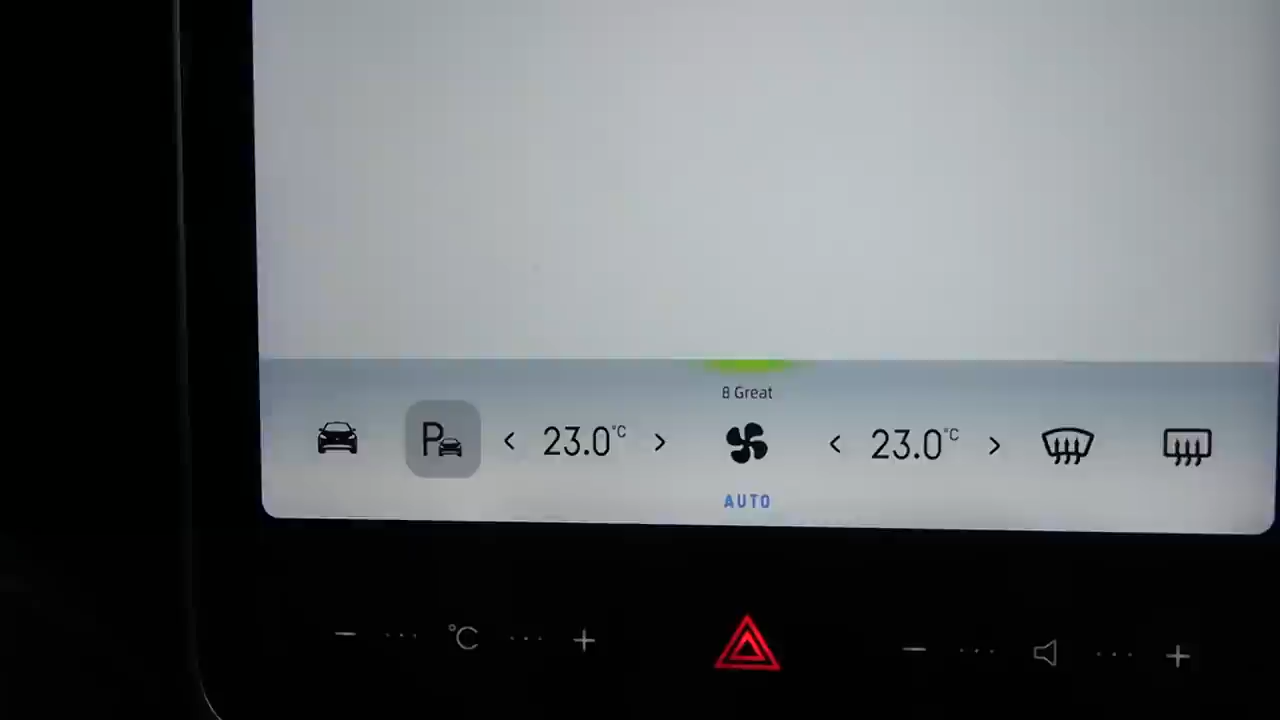 8 Great
P < 23.0°C > < 23.0°C >
AUTO
− °C + − +